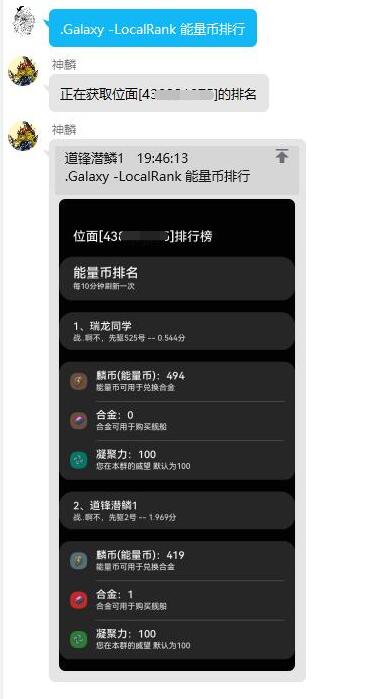 .Galaxy -LocalRank 能量币排行
神麟
正在获取位面[43 ]的排名
神麟
道锋潜鳞1 19:46:13
.Galaxy -LocalRank 能量币排行
位面[43 5]排行榜
能量币排名
每10分钟刷新一次
1、瑞龙同学
战..啊不，先驱525号 -- 0.544分
麟币(能量币)：494
能量币可用于兑换合金
合金：0
合金可用于购买舰船
凝聚力：100
您在本群的威望 默认为100
2、道锋潜鳞1
战..啊不，先驱2号 -- 1.969分
麟币(能量币)：419
能量币可用于兑换合金
合金：1
合金可用于购买舰船
凝聚力：100
您在本群的威望 默认为100